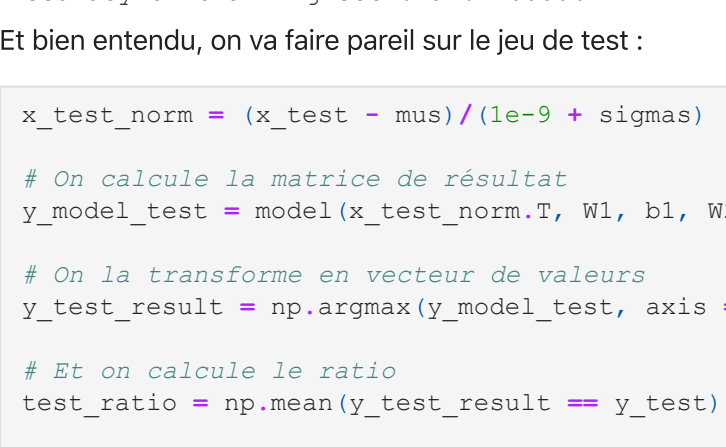 Et bien entendu, on va faire pareil sur le jeu de test :
x_test_norm = (x_test - mus)/(1e-9 + sigmas)
# On calcule la matrice de résultat
y_model_test = model(x_test_norm.T, W1, b1,
# On la transforme en vecteur de valeurs
y_test_result = np.argmax(y_model_test, axis
# Et on calcule le ratio
test_ratio = np.mean(y_test_result == y_test)